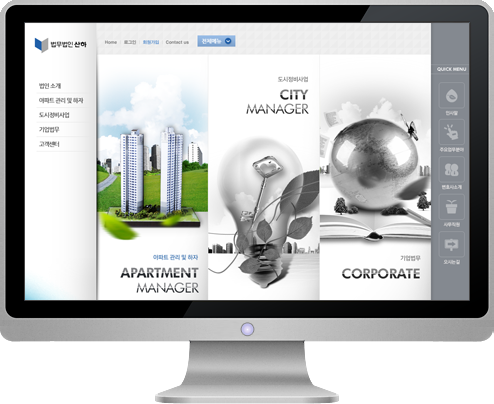 법무법인 산하
Home | 로그인 | 회원가입 | Contact us
전체메뉴
법인 소개
아파트 관리 및 하자
도시정비사업
기업법무
고객센터
도시정비사업
CITY
MANAGER
아파트 관리 및 하자
APARTMENT
MANAGER
기업법무
CORPORATE
QUICK MENU
인사말
주요업무분야
변호사소개
사무직원
오시는길